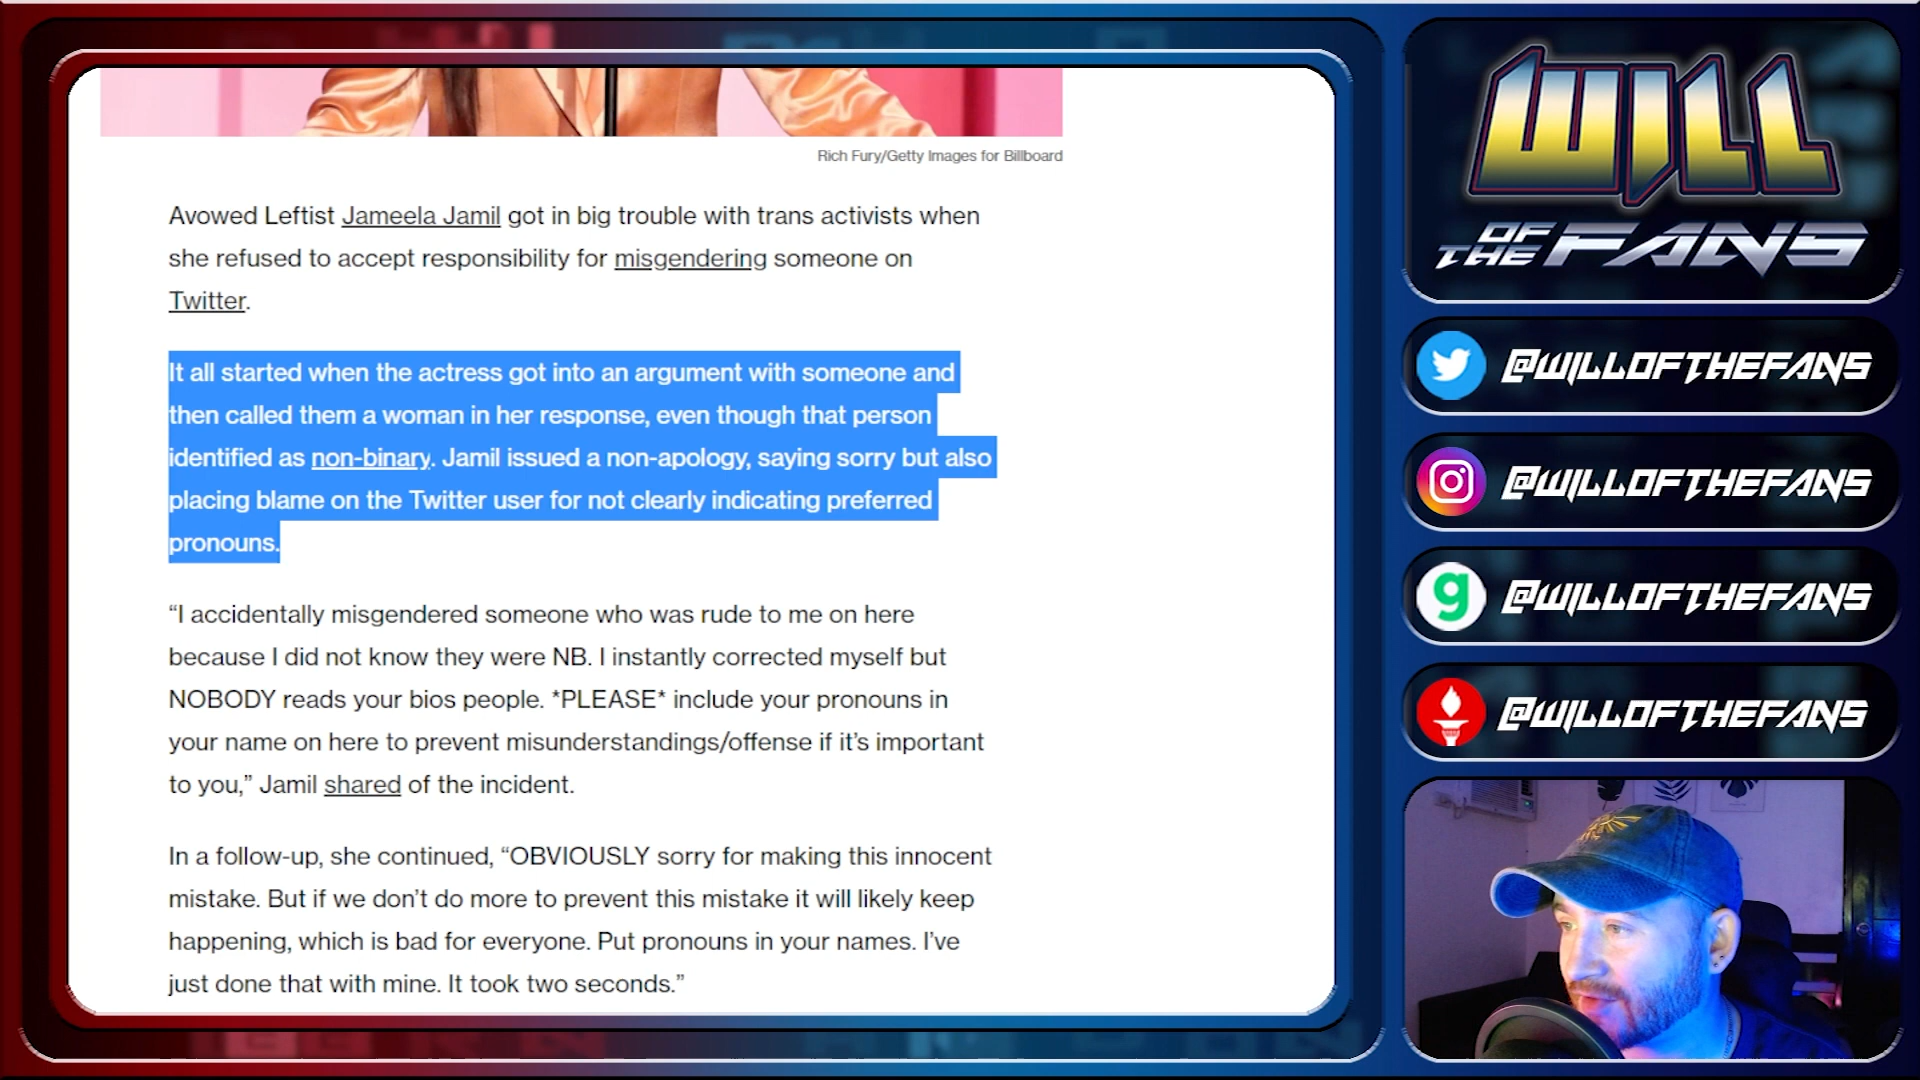 Rich Fury/Getty Images for Billboard
Avowed Leftist Jameela Jamil got in big trouble with trans activists when
she refused to accept responsibility for misgendering someone on
Twitter.
It all started when the actress got into an argument with someone and
then called them a woman in her response, even though that person
identified as non-binary. Jamil issued a non-apology, saying sorry but also
placing blame on the Twitter user for not clearly indicating preferred
pronouns.
“I accidentally misgendered someone who was rude to me on here
because I did not know they were NB. I instantly corrected myself but
NOBODY reads your bios people. *PLEASE* include your pronouns in
your name on here to prevent misunderstandings/offense if it’s important
to you,” Jamil shared of the incident.
In a follow-up, she continued, “OBVIOUSLY sorry for making this innocent
mistake. But if we don’t do more to prevent this mistake it will likely keep
happening, which is bad for everyone. Put pronouns in your names. I’ve
just done that with mine. It took two seconds.”
WILL
OF THE FANS
@WILLOFTHEFANS
@WILLOFTHEFANS
g @WILLOFTHEFANS
@WILLOFTHEFANS